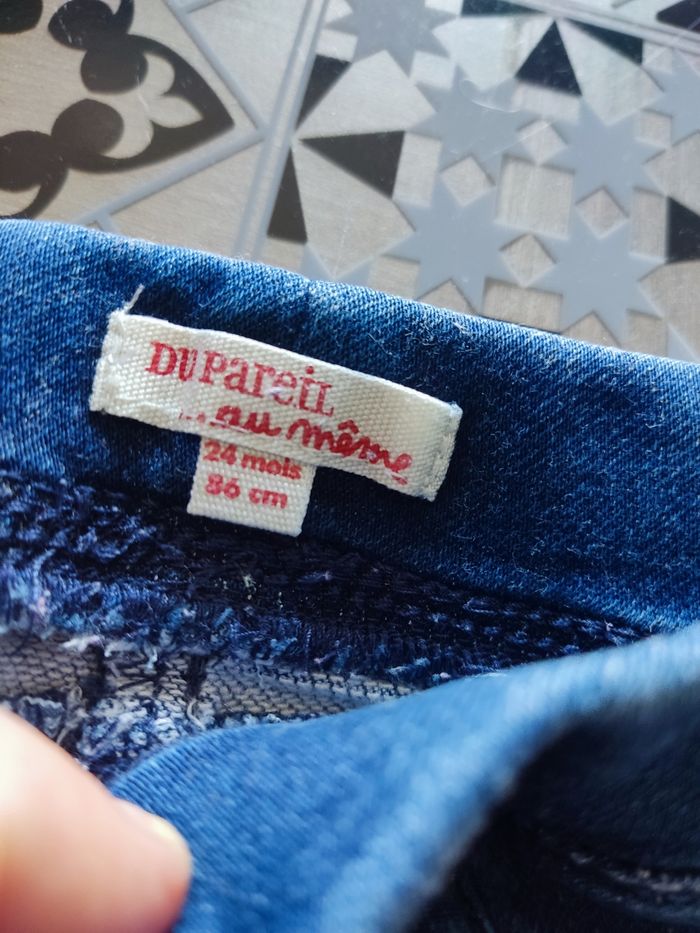 DUPareiL
...au même
24 mois
86 cm